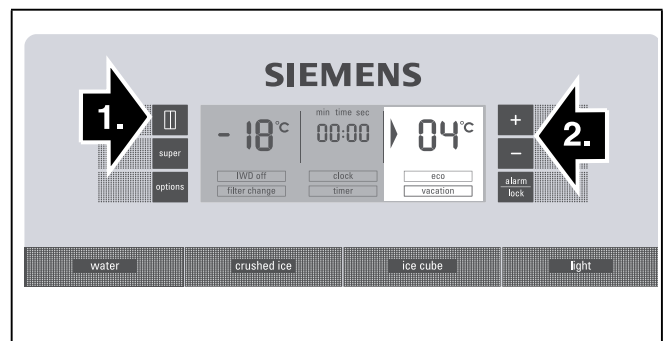 SIEMENS
1.
super
options
min time sec
- 18°C
00:00
04°C
IWD off
clock
eco
filter change
timer
vacation
+
-
alarm
lock
2.
water
crushed ice
ice cube
light